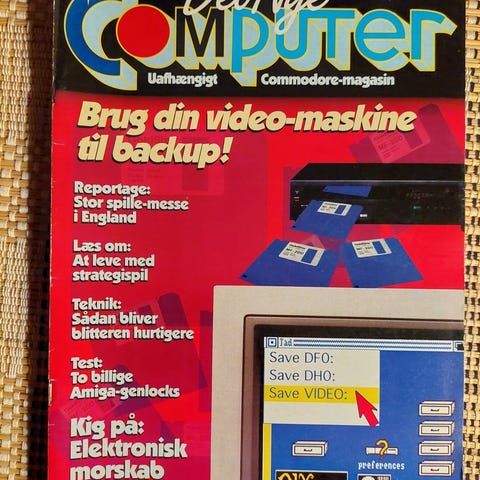 Det Nye
COMPUTER
Uafhængigt Commodore-magasin
Brug din video-maskine
til backup!
Reportage:
Stor spille-messe
i England
Læs om:
At leve med
strategispil
Teknik:
Sådan bliver
blitteren hurtigere
Test:
To billige
Amiga-genlocks
Kig på:
Elektronisk
morskab
Tad
Save DF0:
Save DH0:
Save VIDEO:
preferences